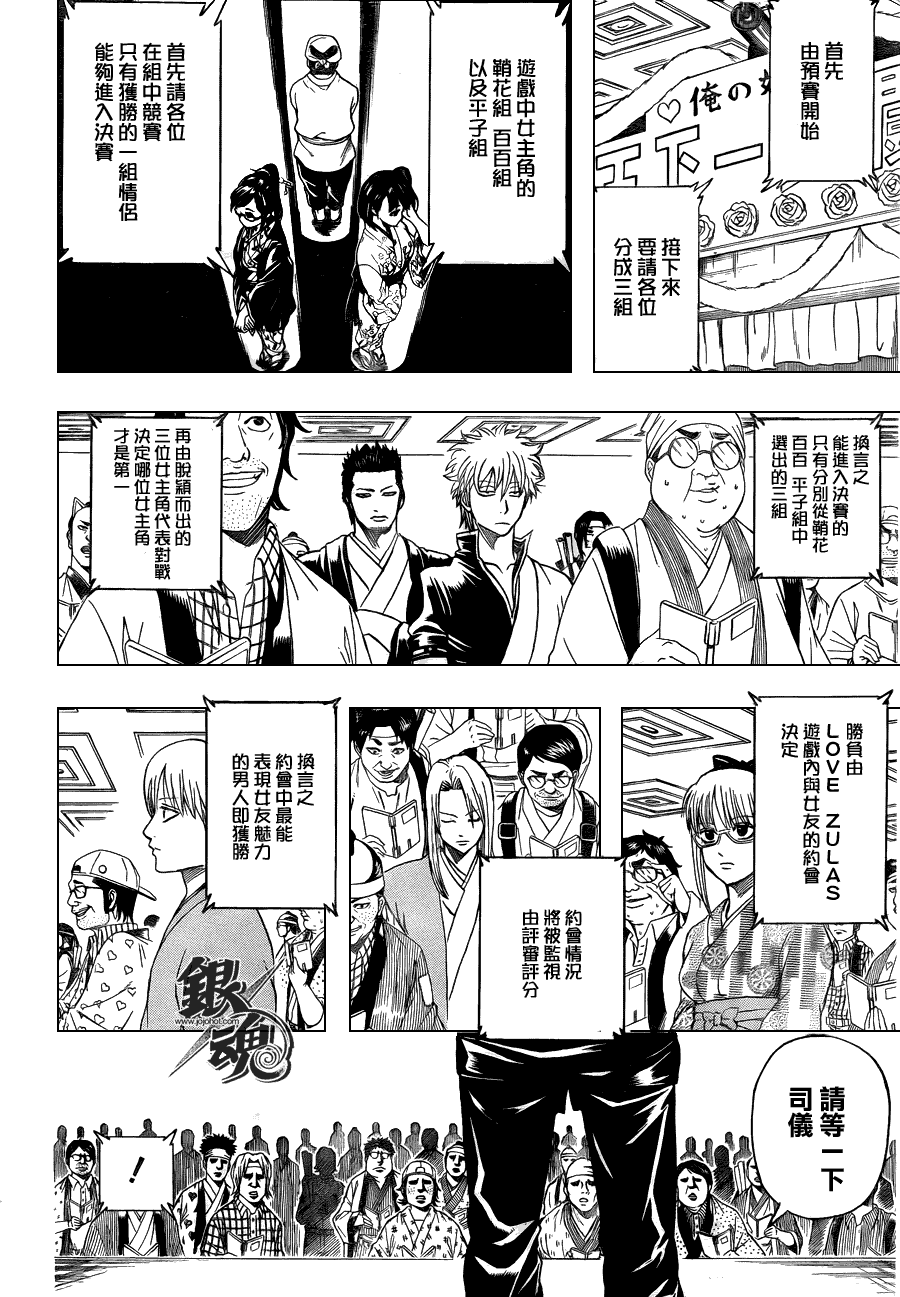 首先
由預賽開始
俺の
天下一
接下來
要請各位
分成三組
遊戲中女主角的
鞘花組 百百組
以及平子組
首先請各位
在組中競賽
只有獲勝的一組情侶
能夠進入決賽
換言之
能進入決賽的
只有分別從鞘花
百百 平子組中
選出的三組
再由脫穎而出的
三位女主角代表對戰
決定哪位女主角
才是第一
勝負由
LOVE ZULAS
遊戲內與女友的約會
決定
約會情況
將被監視
由評審評分
換言之
約會中最能
表現女友魅力
的男人即獲勝
銀魂
www.jojohot.com
請等一下
司儀
！